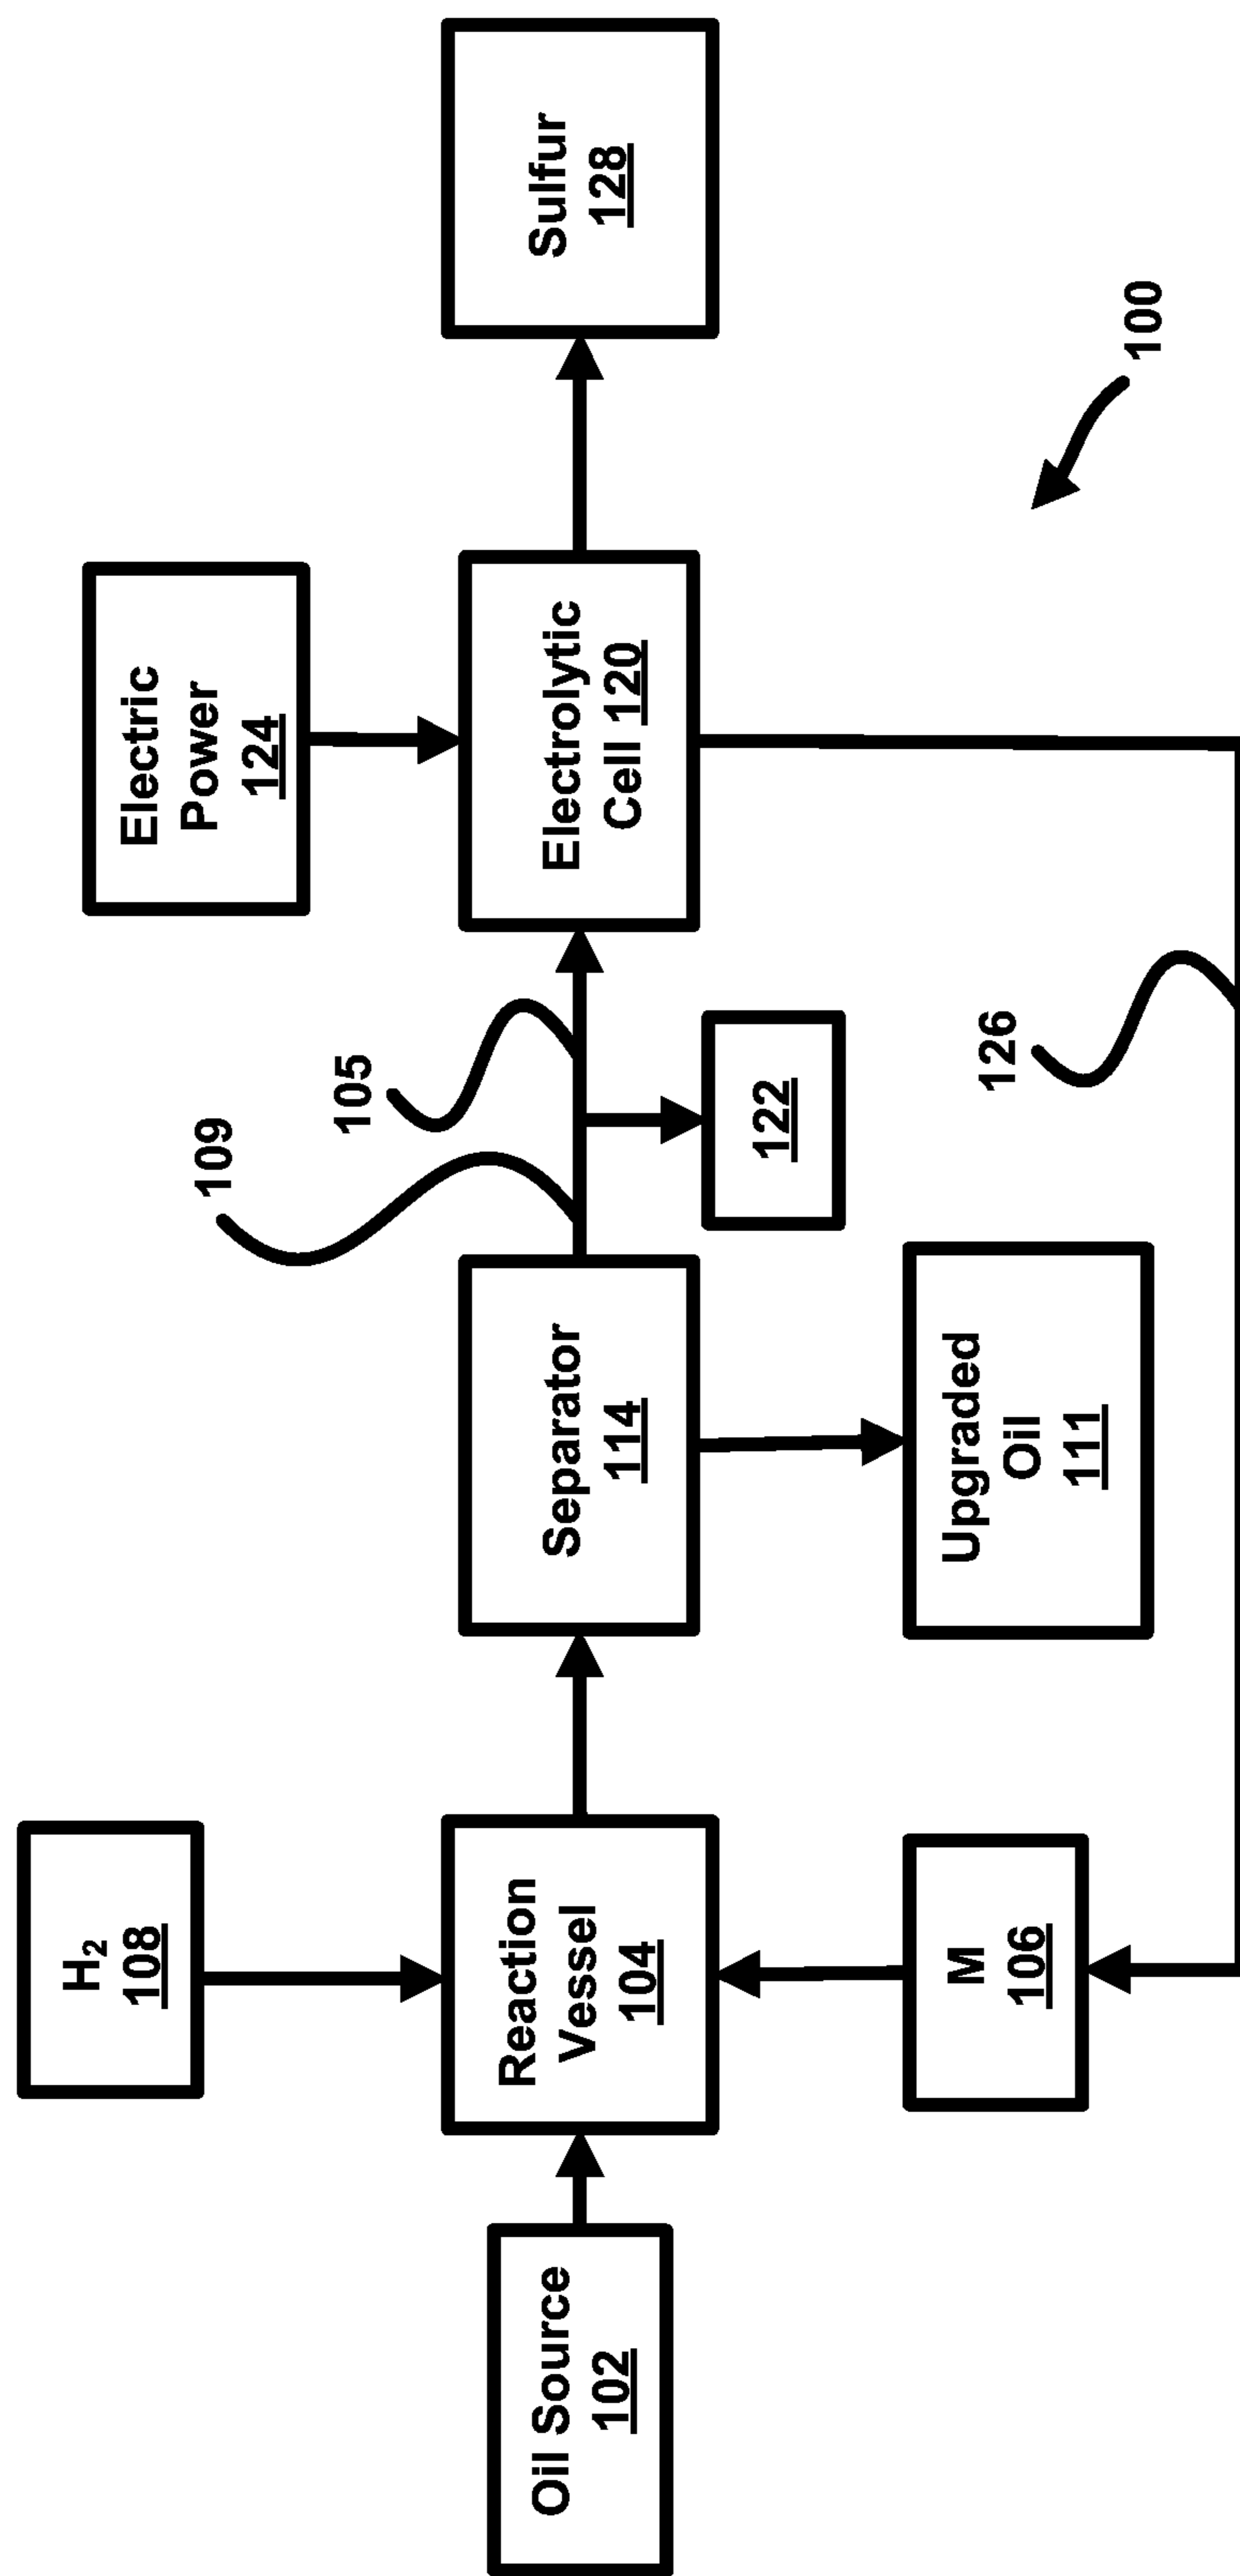 H₂
108
Electric
Power
124
109
105
Oil Source
102
Reaction
Vessel
104
Separator
114
Electrolytic
Cell 120
Sulfur
128
122
M
106
Upgraded
Oil
111
126
100